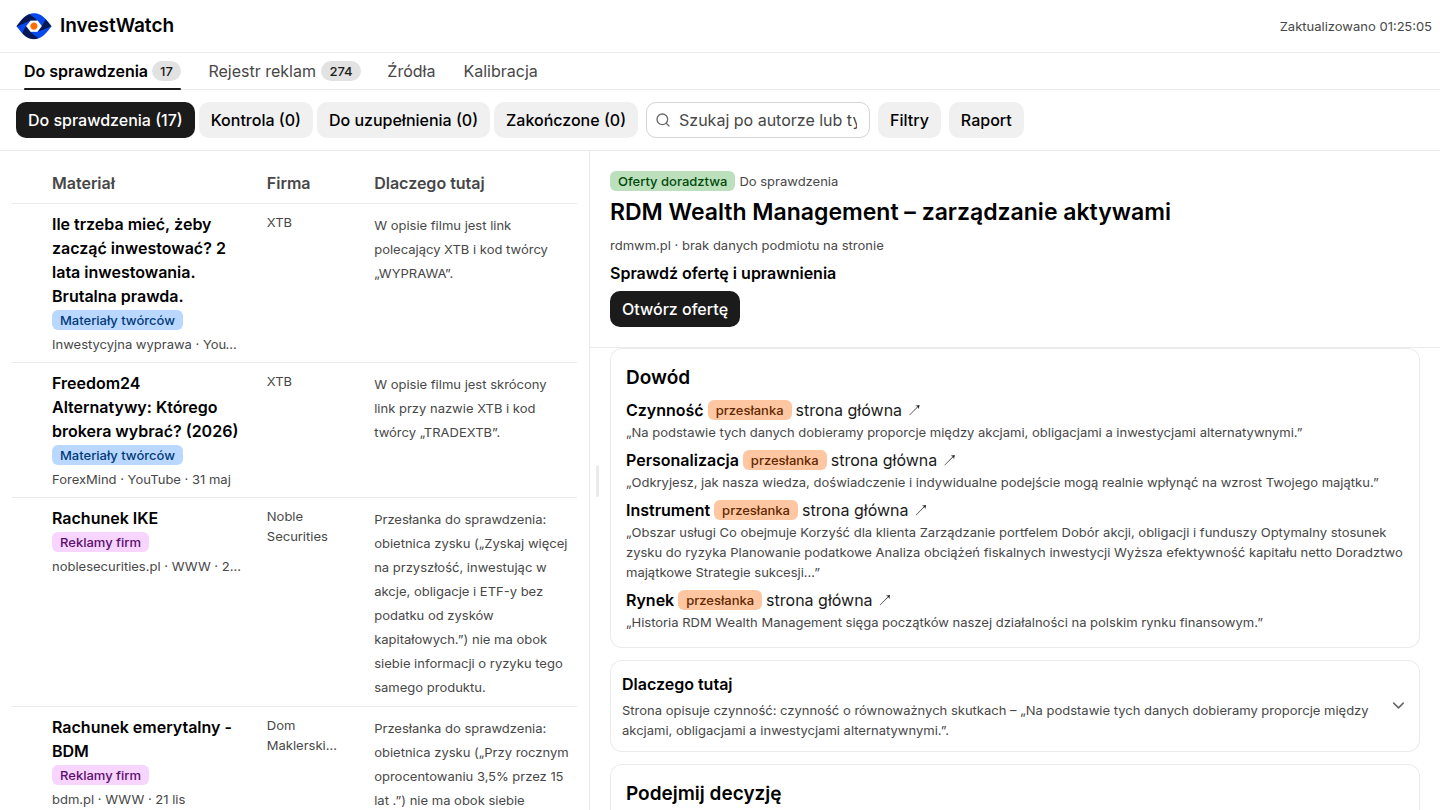 InvestWatch
Zaktualizowano 01:25:05
Do sprawdzenia 17
Rejestr reklam 274
Źródła
Kalibracja
Do sprawdzenia (17)
Kontrola (0)
Do uzupełnienia (0)
Zakończone (0)
Szukaj po autorze lub ty
Filtry
Raport
Materiał
Firma
Dlaczego tutaj
Ile trzeba mieć, żeby
zacząć inwestować? 2
lata inwestowania.
Brutalna prawda.
Materiały twórców
Inwestycyjna wyprawa · You...
XTB
W opisie filmu jest link
polecający XTB i kod twórcy
„WYPRAWA”.
Freedom24
Alternatywy: Którego
brokera wybrać? (2026)
Materiały twórców
ForexMind · YouTube · 31 maj
XTB
W opisie filmu jest skrócony
link przy nazwie XTB i kod
twórcy „TRADEXTB”.
Rachunek IKE
Reklamy firm
noblesecurities.pl · WWW · 2...
Noble
Securities
Przesłanka do sprawdzenia:
obietnica zysku („Zyskaj więcej
na przyszłość, inwestując w
akcje, obligacje i ETF-y bez
podatku od zysków
kapitałowych.”) nie ma obok
siebie informacji o ryzyku tego
samego produktu.
Rachunek emerytalny -
BDM
Reklamy firm
bdm.pl · WWW · 21 lis
Dom
Maklerski...
Przesłanka do sprawdzenia:
obietnica zysku („Przy rocznym
oprocentowaniu 3,5% przez 15
lat .”) nie ma obok siebie
Oferty doradztwa Do sprawdzenia
RDM Wealth Management – zarządzanie aktywami
rdmwm.pl · brak danych podmiotu na stronie
Sprawdź ofertę i uprawnienia
Otwórz ofertę
Dowód
Czynność przesłanka strona główna ↗
„Na podstawie tych danych dobieramy proporcje między akcjami, obligacjami a inwestycjami alternatywnymi.”
Personalizacja przesłanka strona główna ↗
„Odkryjesz, jak nasza wiedza, doświadczenie i indywidualne podejście mogą realnie wpłynąć na wzrost Twojego majątku.”
Instrument przesłanka strona główna ↗
„Obszar usługi Co obejmuje Korzyść dla klienta Zarządzanie portfelem Dobór akcji, obligacji i funduszy Optymalny stosunek
zysku do ryzyka Planowanie podatkowe Analiza obciążeń fiskalnych inwestycji Wyższa efektywność kapitału netto Doradztwo
majątkowe Strategie sukcesji...”
Rynek przesłanka strona główna ↗
„Historia RDM Wealth Management sięga początków naszej działalności na polskim rynku finansowym.”
Dlaczego tutaj
Strona opisuje czynność: czynność o równoważnych skutkach – „Na podstawie tych danych dobieramy proporcje między
akcjami, obligacjami a inwestycjami alternatywnymi.”.
Podejmij decyzję